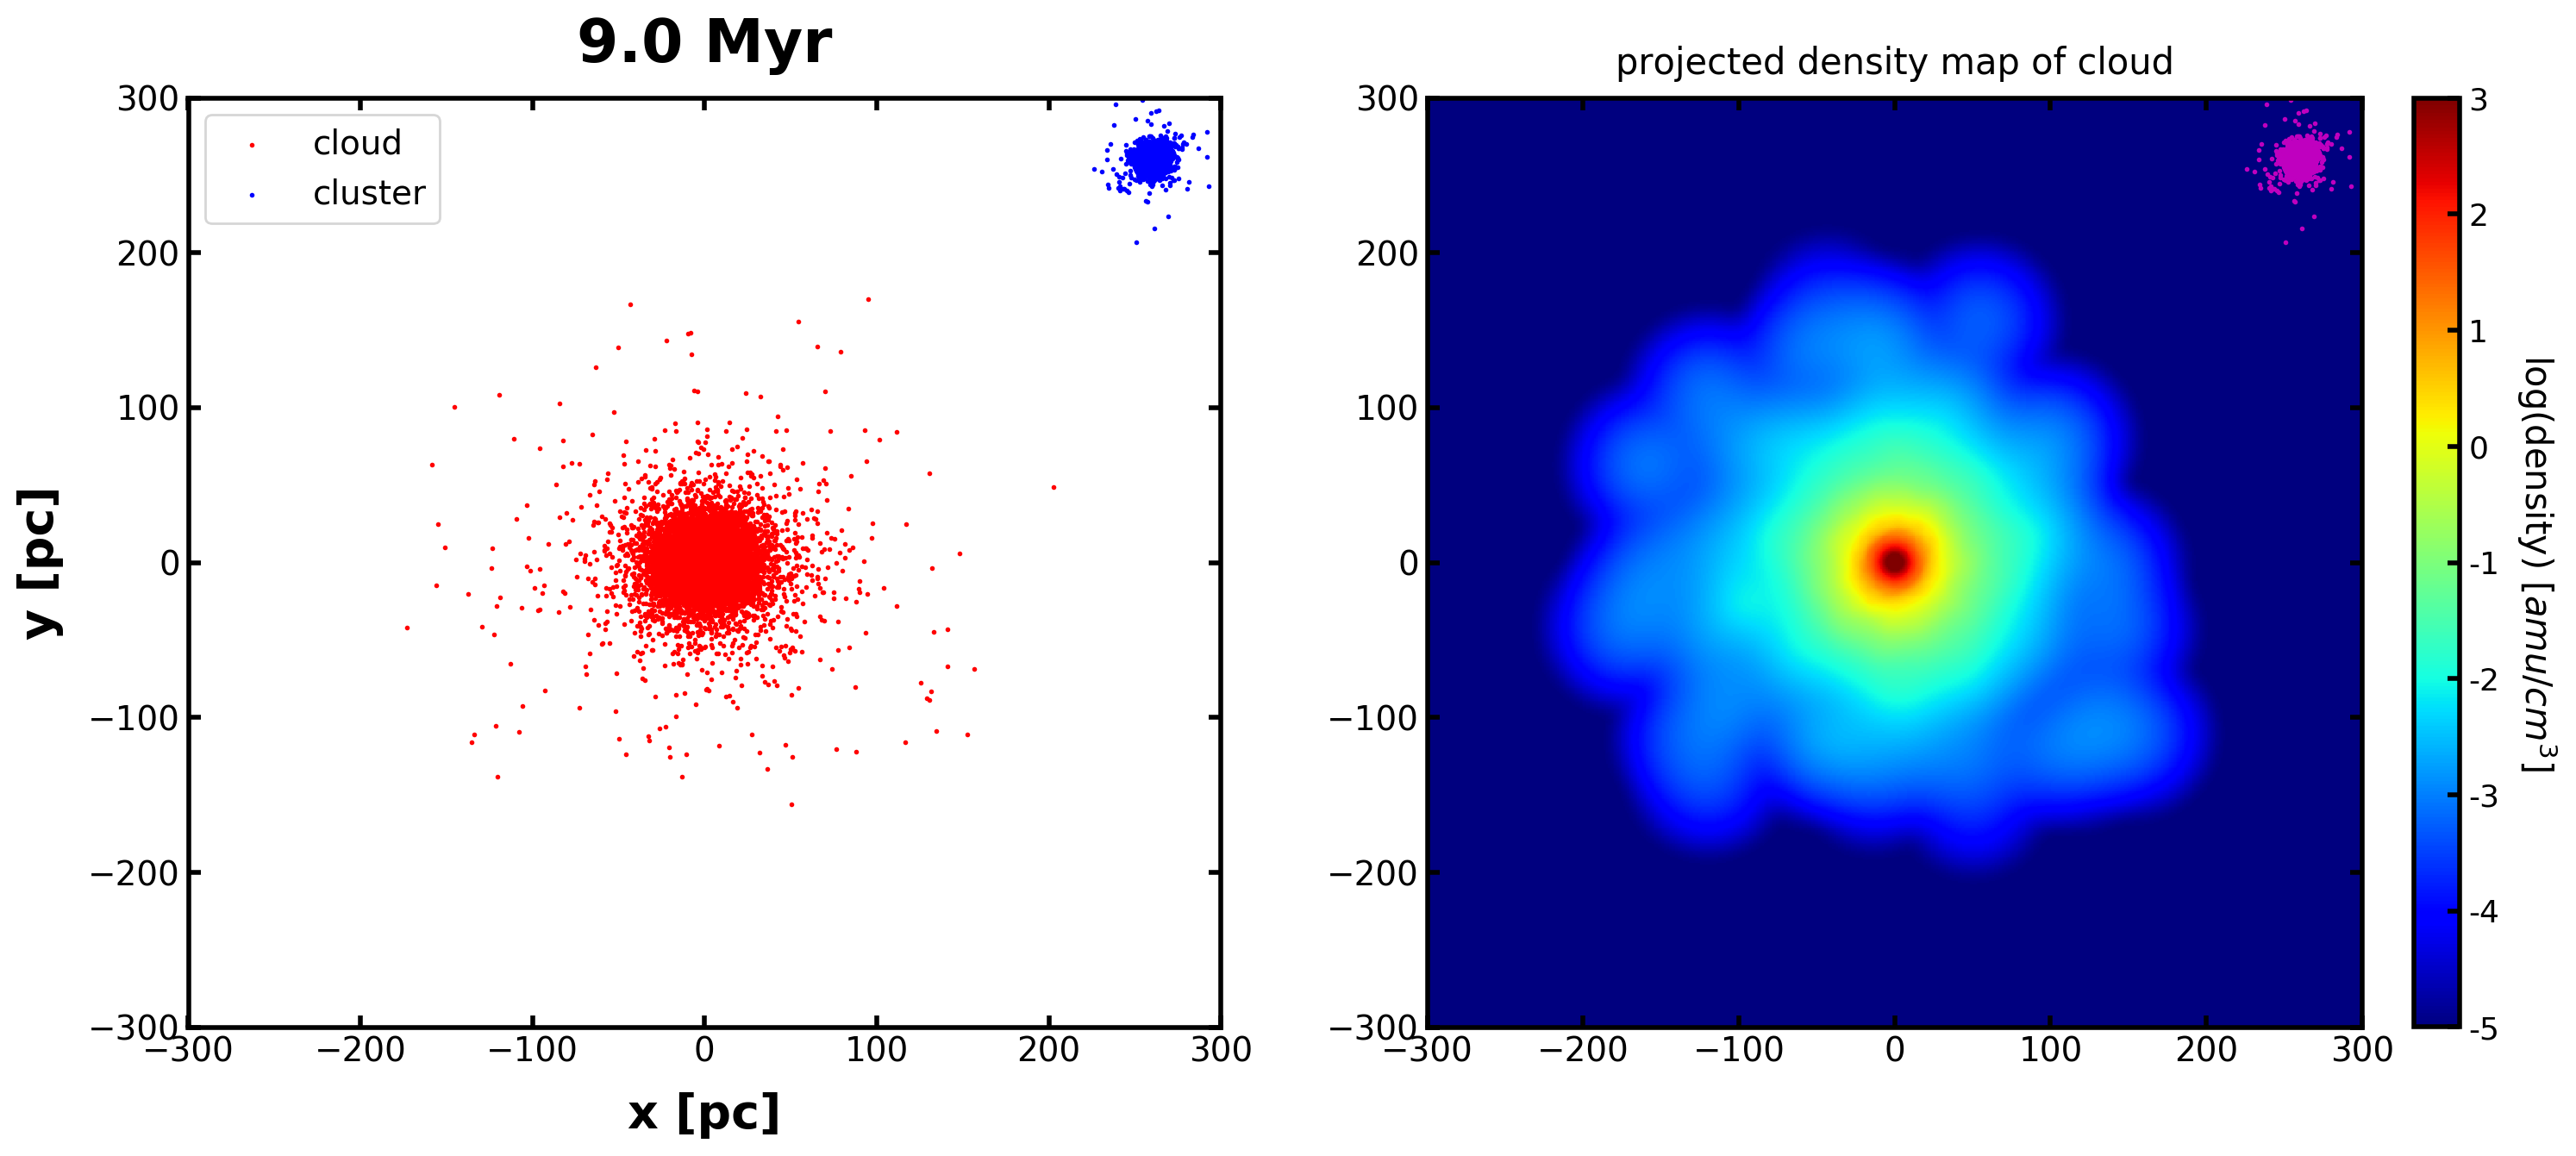 9.0 Myr
projected density map of cloud
cloud
cluster
300
200
100
0
−100
−200
−300
y [pc]
−300 −200 −100 0 100 200 300
x [pc]
300
200
100
0
−100
−200
−300
−300 −200 −100 0 100 200 300
3
2
1
0
-1
-2
-3
-4
-5
log(density) [amu/cm³]